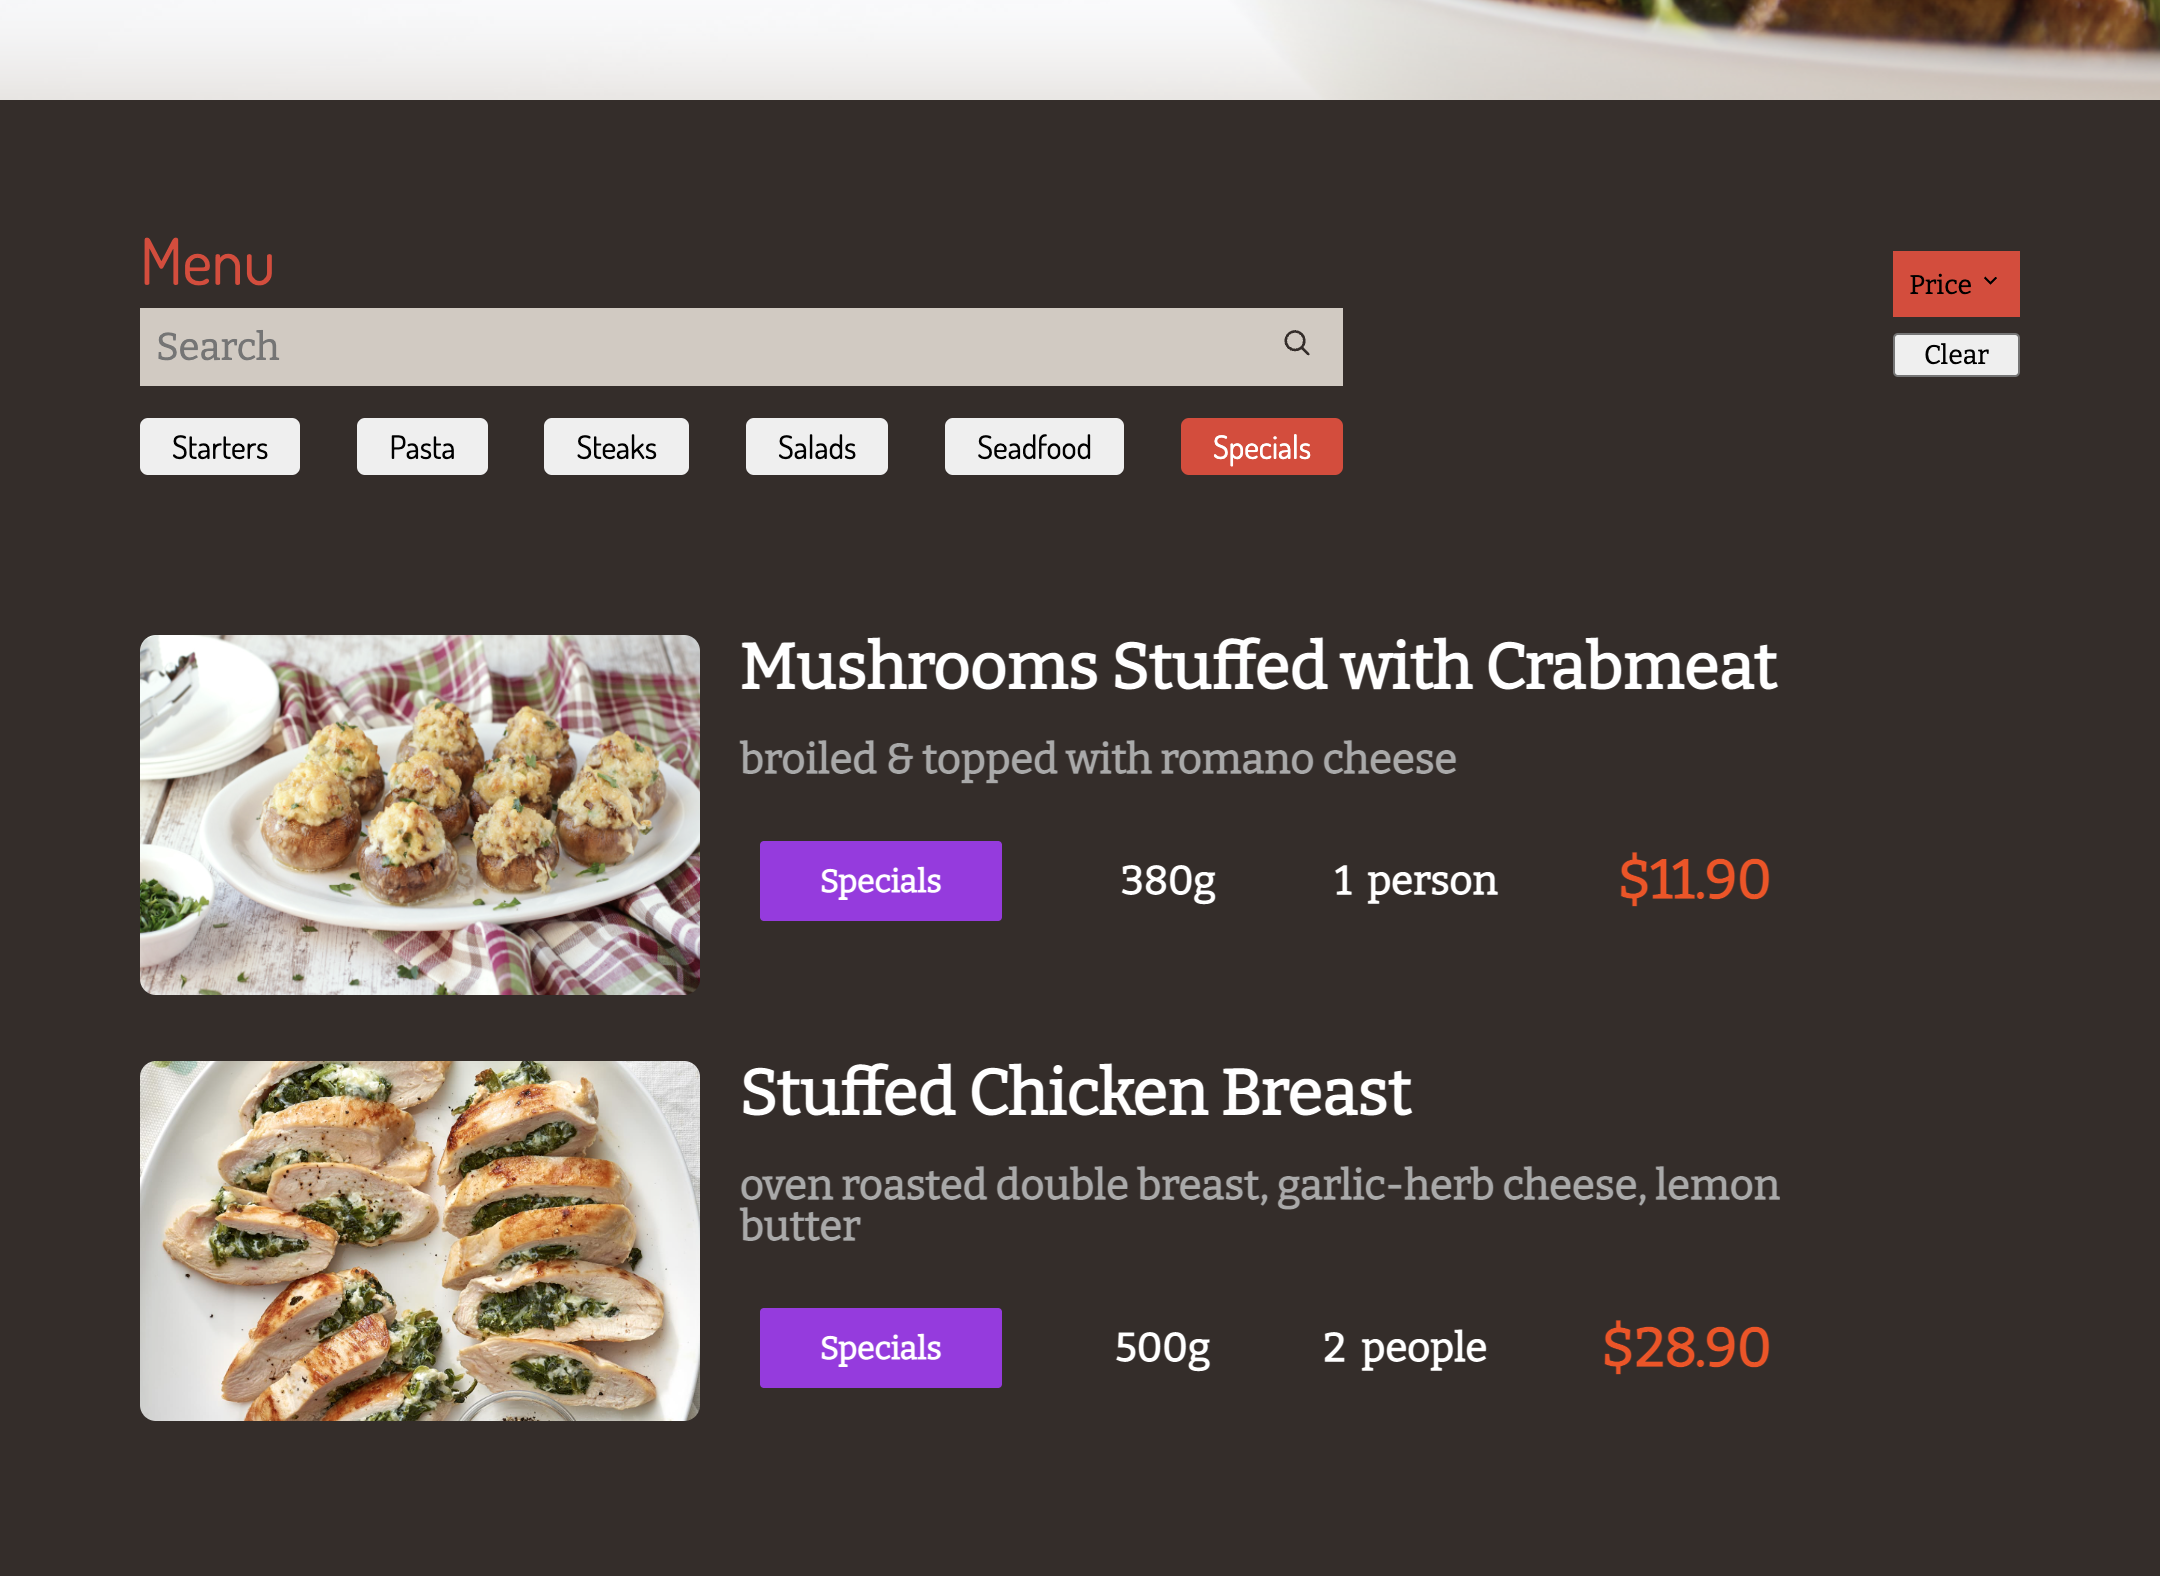 Menu
Price
Search
Clear
Starters
Pasta
Steaks
Salads
Seadfood
Specials
Mushrooms Stuffed with Crabmeat
broiled & topped with romano cheese
Specials
380g
1 person
$11.90
Stuffed Chicken Breast
oven roasted double breast, garlic-herb cheese, lemon
butter
Specials
500g
2 people
$28.90